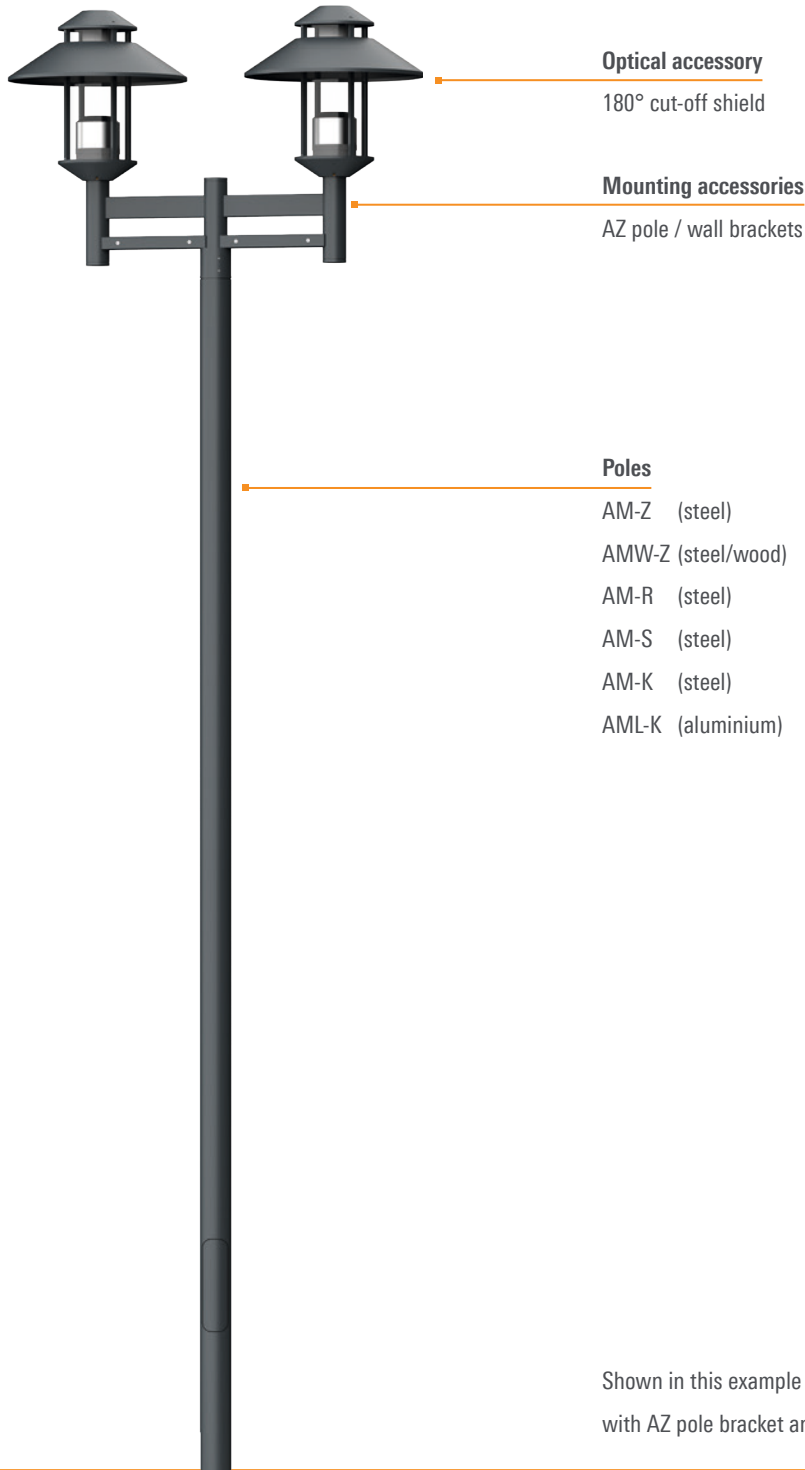 Optical accessory
180° cut-off shield
Mounting accessories
AZ pole / wall brackets
Poles
AM-Z (steel)
AMW-Z (steel/wood)
AM-R (steel)
AM-S (steel)
AM-K (steel)
AML-K (aluminium)
Shown in this example
with AZ pole bracket